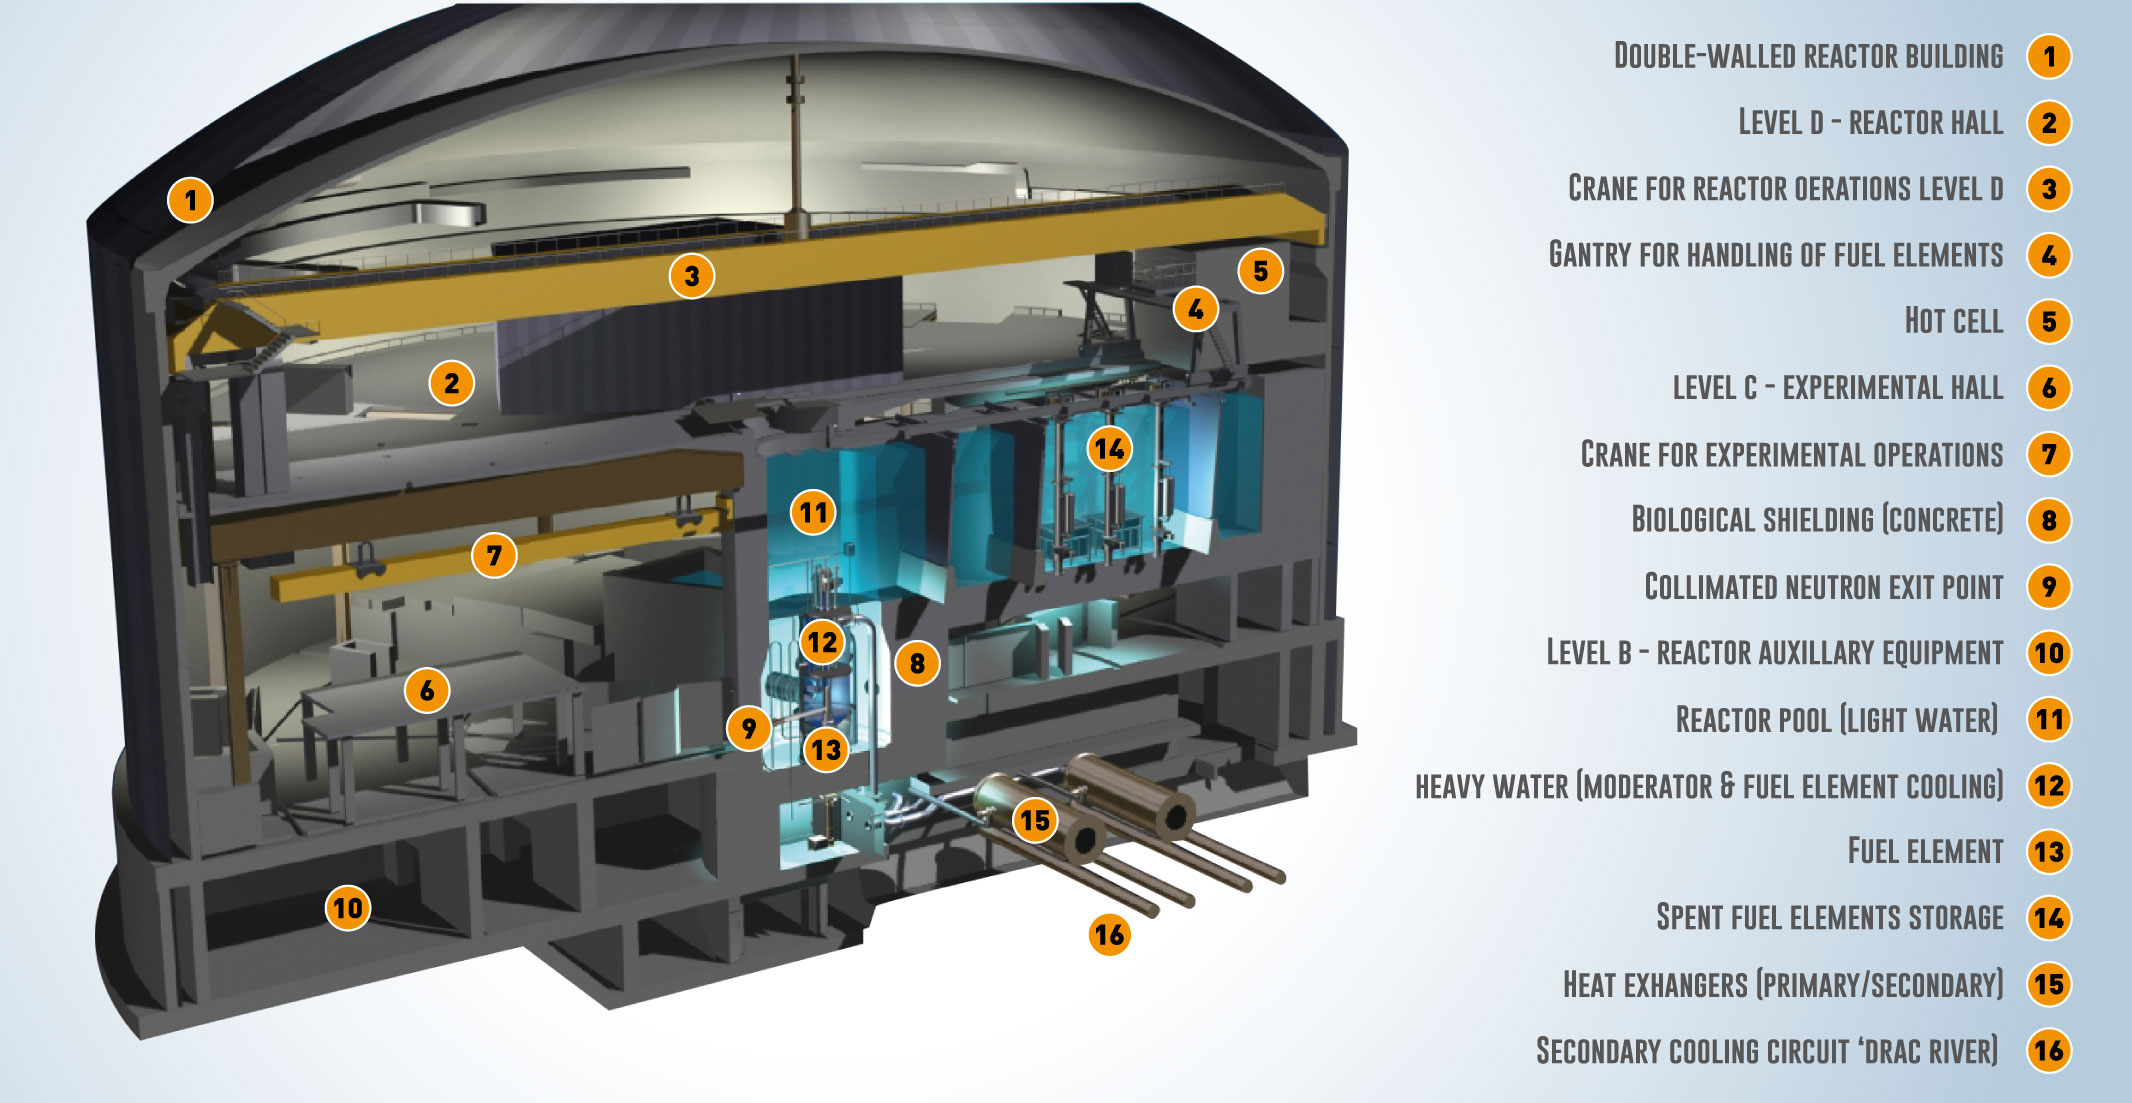 DOUBLE-WALLED REACTOR BUILDING 1
LEVEL D - REACTOR HALL 2
CRANE FOR REACTOR OERATIONS LEVEL D 3
GANTRY FOR HANDLING OF FUEL ELEMENTS 4
HOT CELL 5
LEVEL C - EXPERIMENTAL HALL 6
CRANE FOR EXPERIMENTAL OPERATIONS 7
BIOLOGICAL SHIELDING (CONCRETE) 8
COLLIMATED NEUTRON EXIT POINT 9
LEVEL B - REACTOR AUXILLARY EQUIPMENT 10
REACTOR POOL (LIGHT WATER) 11
HEAVY WATER (MODERATOR & FUEL ELEMENT COOLING) 12
FUEL ELEMENT 13
SPENT FUEL ELEMENTS STORAGE 14
HEAT EXHANGERS (PRIMARY/SECONDARY) 15
SECONDARY COOLING CIRCUIT ‘DRAC RIVER) 16
1
3
5
4
2
14
11
7
12
8
6
9
13
15
10
16